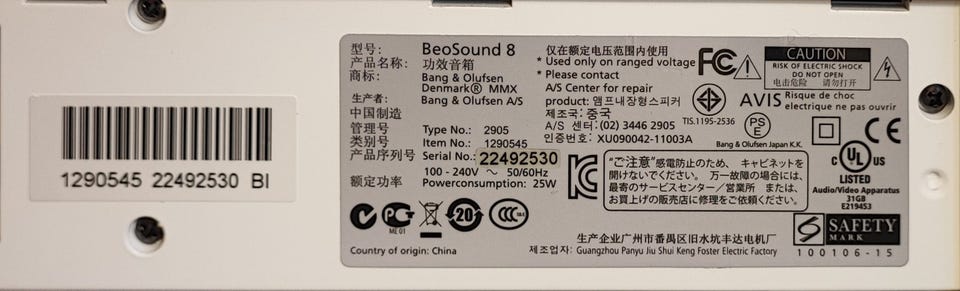 1290545 22492530 BI
型号: BeoSound 8
产品名称: 功效音箱
商标: Bang & Olufsen
Denmark® MMX
生产者: Bang & Olufsen A/S
中国制造
管理号 Type No.: 2905
类别号 Item No.: 1290545
产品序列号 Serial No.: 22492530
100 - 240V ~ 50/60Hz
额定功率 Powerconsumption: 25W
仅在额定电压范围内使用
* Used only on ranged voltage
* Please contact
A/S Center for repair
product: 앰프내장형스피커
제조국: 중국
A/S 센터: (02) 3446 2905
인증번호: XU090042-11003A
FC
CAUTION
RISK OF ELECTRIC SHOCK
DO NOT OPEN
电击危险 请勿打开
AVIS Risque de choc
electrique ne pas ouvrir
TIS.1195-2536
PS
E
Bang & Olufsen Japan K.K.
CE
"ご注意"感電防止のため、キャビネットを
開けないでください。万一故障の場合には、
最寄のサービスセンター/営業所 または、
お買上げの販売店に修理をご依頼ください。
C UL US
LISTED
Audio/Video Apparatus
31GB
E219453
PG
ME 01
20
CCC
Country of origin: China
生产企业广州市番禺区旧水坑丰达电机厂
제조업자: Guangzhou Panyu Jiu Shui Keng Foster Electric Factory
SAFETY
MARK
100106-15